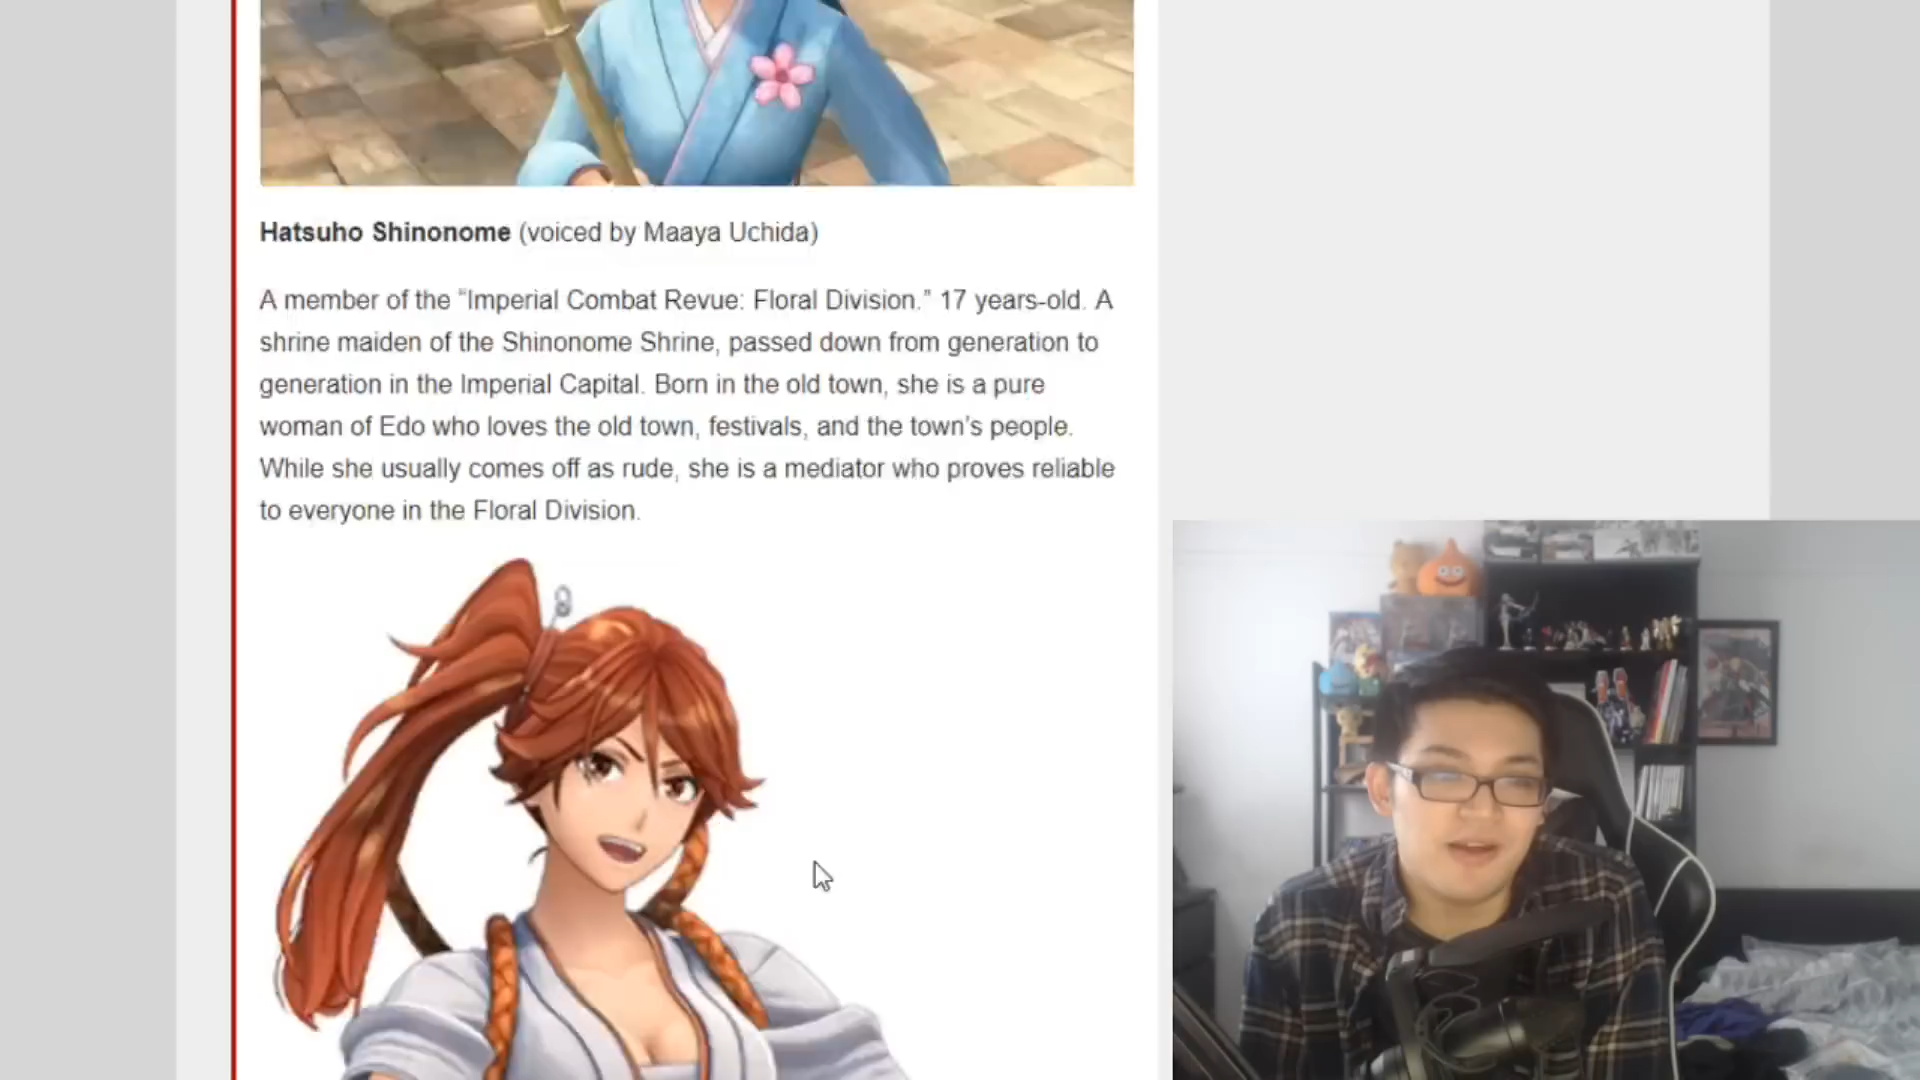 Hatsuho Shinonome (voiced by Maaya Uchida)
A member of the “Imperial Combat Revue: Floral Division.” 17 years-old. A
shrine maiden of the Shinonome Shrine, passed down from generation to
generation in the Imperial Capital. Born in the old town, she is a pure
woman of Edo who loves the old town, festivals, and the town's people.
While she usually comes off as rude, she is a mediator who proves reliable
to everyone in the Floral Division.